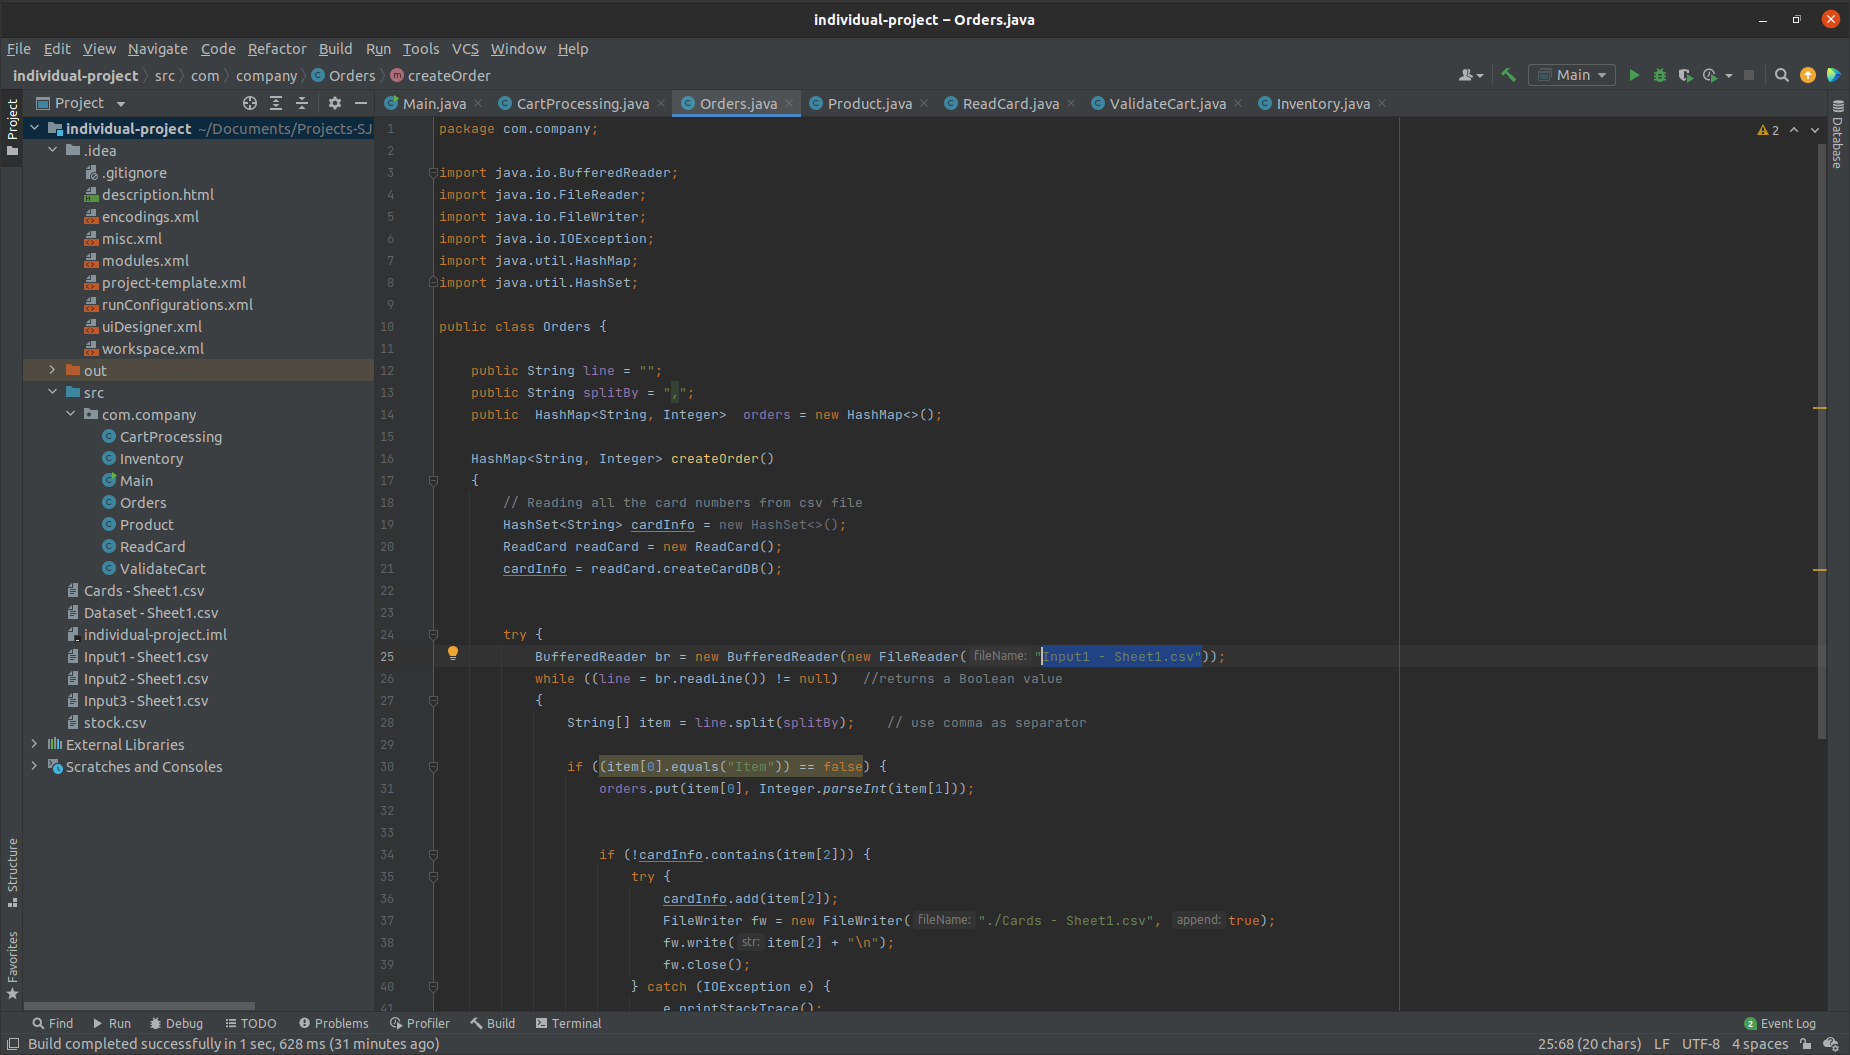 individual-project – Orders.java
File Edit View Navigate Code Refactor Build Run Tools VCS Window Help
individual-project src com company Orders createOrder
Main
Project
Main.java CartProcessing.java Orders.java Product.java ReadCard.java ValidateCart.java Inventory.java
Project
Structure
Favorites
individual-project ~/Documents/Projects-SJ
.idea
.gitignore
description.html
encodings.xml
misc.xml
modules.xml
project-template.xml
runConfigurations.xml
uiDesigner.xml
workspace.xml
out
src
com.company
CartProcessing
Inventory
Main
Orders
Product
ReadCard
ValidateCart
Cards - Sheet1.csv
Dataset - Sheet1.csv
individual-project.iml
Input1 - Sheet1.csv
Input2 - Sheet1.csv
Input3 - Sheet1.csv
stock.csv
External Libraries
Scratches and Consoles
1 package com.company;
2
3 import java.io.BufferedReader;
4 import java.io.FileReader;
5 import java.io.FileWriter;
6 import java.io.IOException;
7 import java.util.HashMap;
8 import java.util.HashSet;
9
10 public class Orders {
11
12 public String line = "";
13 public String splitBy = ",";
14 public  HashMap<String, Integer>  orders = new HashMap<>();
15
16 HashMap<String, Integer> createOrder()
17 {
18 // Reading all the card numbers from csv file
19 HashSet<String> cardInfo = new HashSet<>();
20 ReadCard readCard = new ReadCard();
21 cardInfo = readCard.createCardDB();
22
23
24 try {
25 BufferedReader br = new BufferedReader(new FileReader( fileName: "Input1 - Sheet1.csv"));
26 while ((line = br.readLine()) != null)   //returns a Boolean value
27 {
28 String[] item = line.split(splitBy);    // use comma as separator
29
30 if ((item[0].equals("Item")) == false) {
31 orders.put(item[0], Integer.parseInt(item[1]));
32
33
34 if (!cardInfo.contains(item[2])) {
35 try {
36 cardInfo.add(item[2]);
37 FileWriter fw = new FileWriter( fileName: "./Cards - Sheet1.csv", append: true);
38 fw.write( str: item[2] + "\n");
39 fw.close();
40 } catch (IOException e) {
41 e.printStackTrace();
2
Database
Find Run Debug TODO Problems Profiler Build Terminal
2 Event Log
Build completed successfully in 1 sec, 628 ms (31 minutes ago)
25:68 (20 chars) LF UTF-8 4 spaces